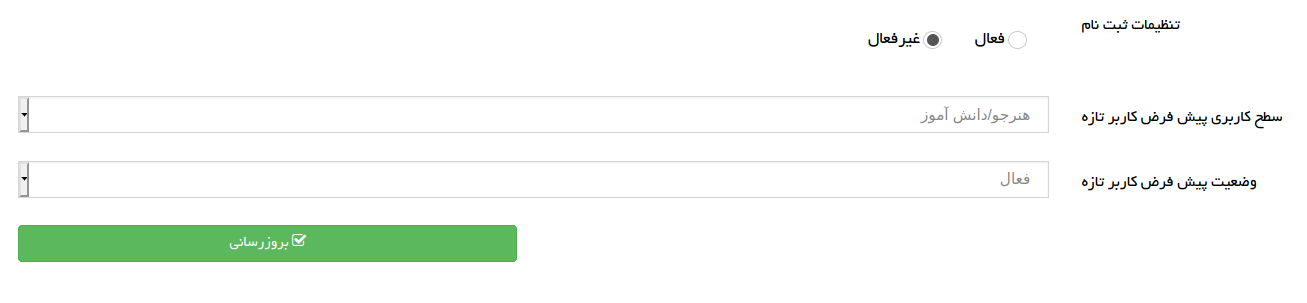 تنظیمات ثبت نام
فعال غیرفعال
سطح کاربری پیش فرض کاربر تازه هنرجو/دانش آموز
وضعیت پیش فرض کاربر تازه فعال
بروزرسانی